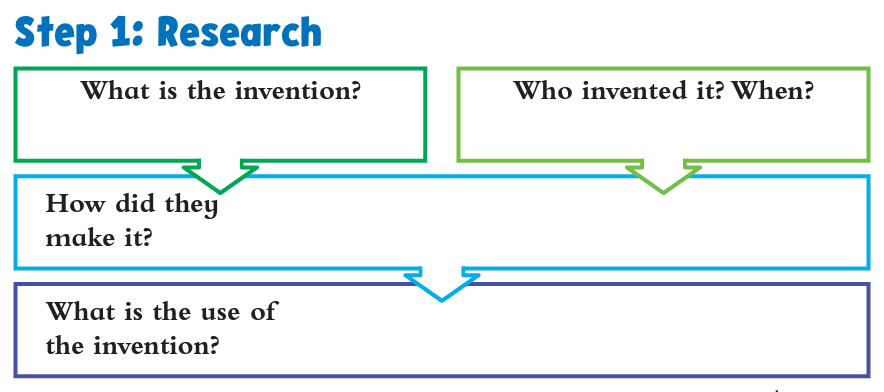 Step 1: Research
What is the invention?
Who invented it? When?
How did they
make it?
What is the use of
the invention?